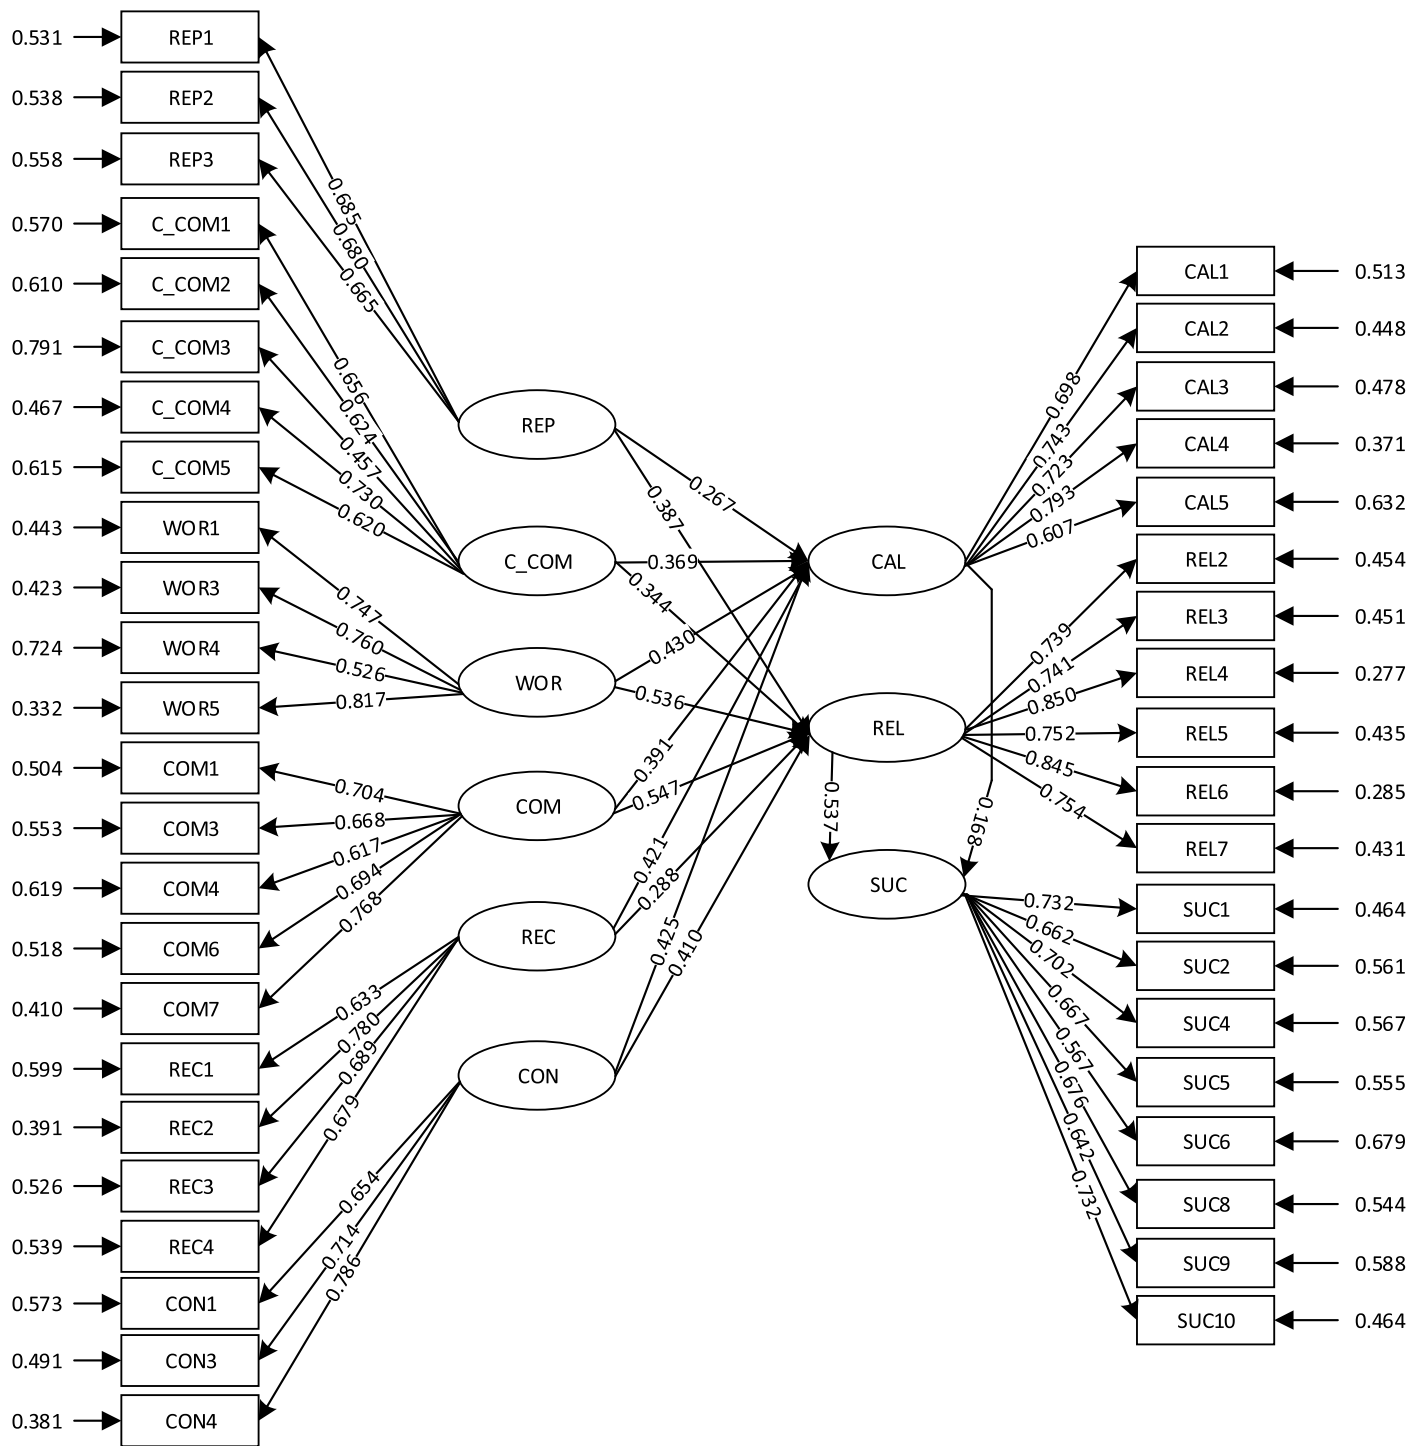 0.531 REP1
0.538 REP2
0.558 REP3
0.570 C_COM1
0.610 C_COM2
0.791 C_COM3
0.467 C_COM4
0.615 C_COM5
0.443 WOR1
0.423 WOR3
0.724 WOR4
0.332 WOR5
0.504 COM1
0.553 COM3
0.619 COM4
0.518 COM6
0.410 COM7
0.599 REC1
0.391 REC2
0.526 REC3
0.539 REC4
0.573 CON1
0.491 CON3
0.381 CON4
0.685
0.680
0.665
0.656
0.624
0.457
0.730
0.620
0.747
0.760
0.526
0.817
0.704
0.668
0.617
0.694
0.768
0.633
0.780
0.689
0.679
0.654
0.714
0.786
REP
C_COM
WOR
COM
REC
CON
0.267
0.387
0.369
0.344
0.430
0.536
0.391
0.547
0.421
0.288
0.425
0.410
CAL
REL
SUC
0.537
0.168
0.698
0.743
0.723
0.793
0.607
0.739
0.741
0.850
0.752
0.845
0.754
0.732
0.662
0.702
0.667
0.567
0.676
0.642
0.732
CAL1 0.513
CAL2 0.448
CAL3 0.478
CAL4 0.371
CAL5 0.632
REL2 0.454
REL3 0.451
REL4 0.277
REL5 0.435
REL6 0.285
REL7 0.431
SUC1 0.464
SUC2 0.561
SUC4 0.567
SUC5 0.555
SUC6 0.679
SUC8 0.544
SUC9 0.588
SUC10 0.464